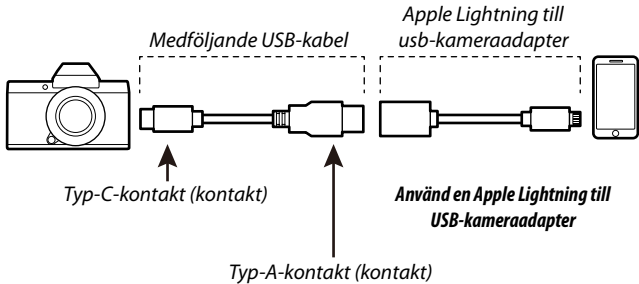 Medföljande USB-kabel
Apple Lightning till
usb-kameraadapter
Typ-C-kontakt (kontakt)
Använd en Apple Lightning till
USB-kameraadapter
Typ-A-kontakt (kontakt)